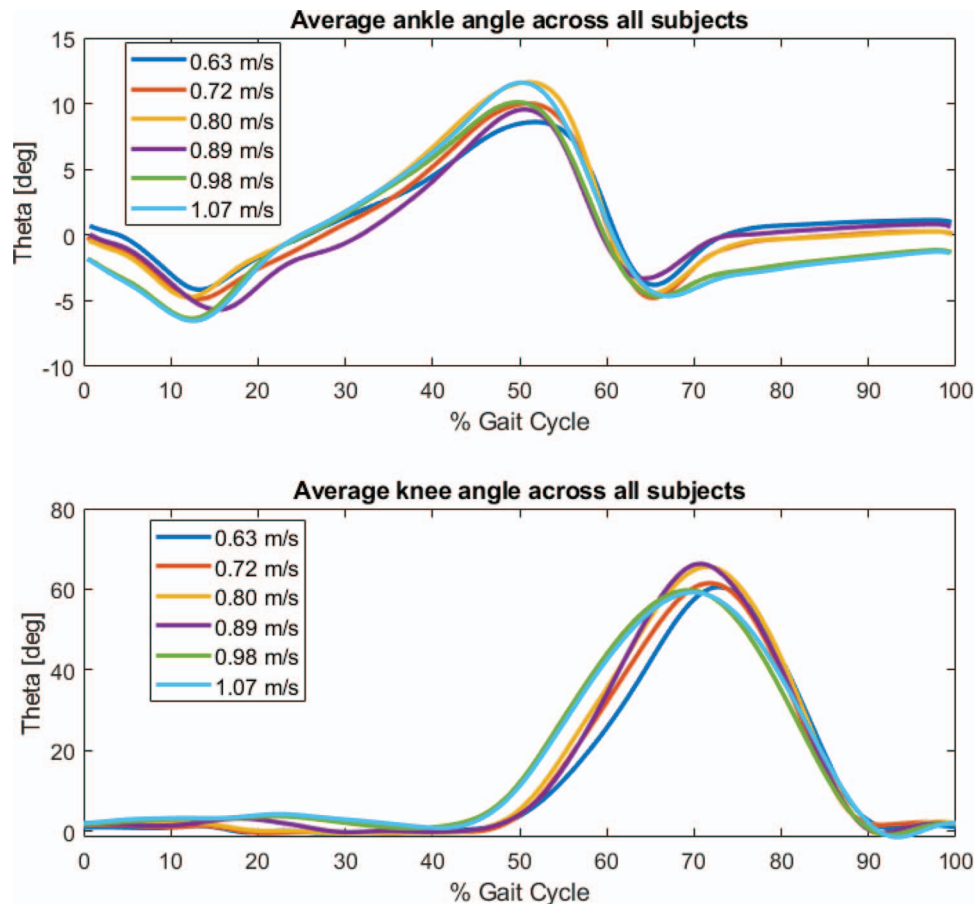 Average ankle angle across all subjects
15
10
5
0
-5
-10
Theta [deg]
0.63 m/s
0.72 m/s
0.80 m/s
0.89 m/s
0.98 m/s
1.07 m/s
0 10 20 30 40 50 60 70 80 90 100
% Gait Cycle
Average knee angle across all subjects
80
60
40
20
0
Theta [deg]
0.63 m/s
0.72 m/s
0.80 m/s
0.89 m/s
0.98 m/s
1.07 m/s
0 10 20 30 40 50 60 70 80 90 100
% Gait Cycle